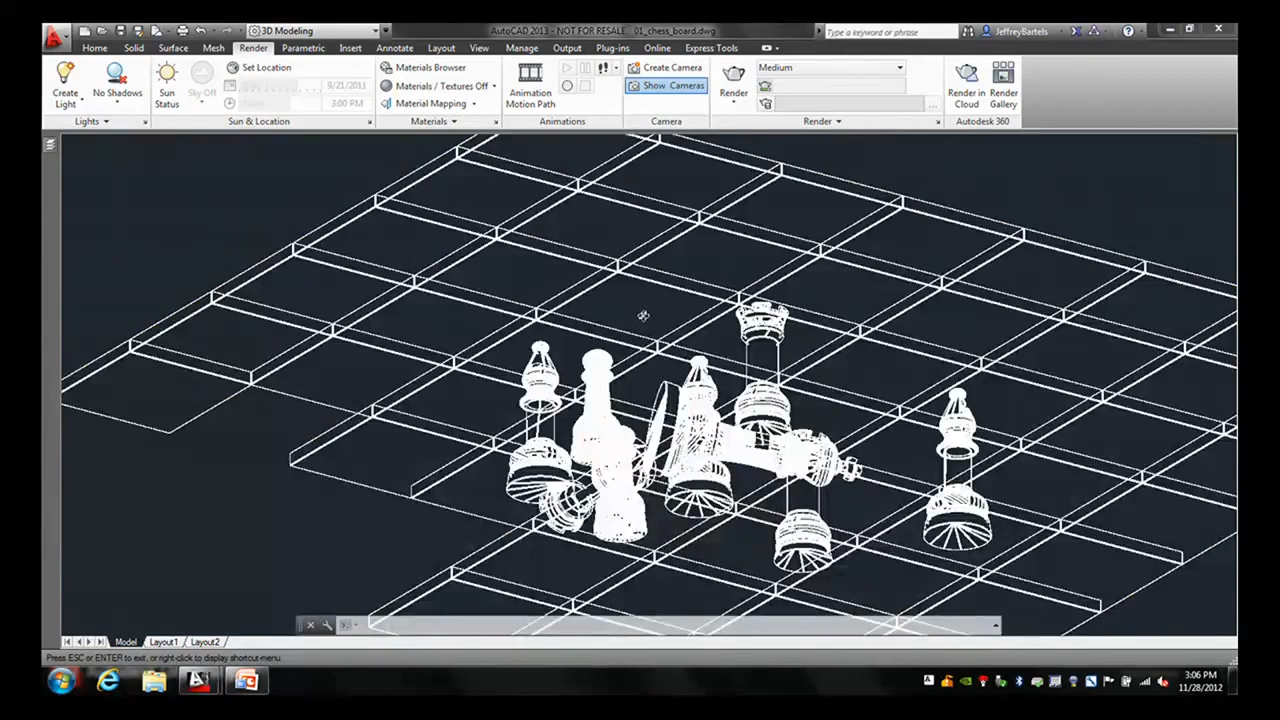 3D Modeling
AutoCAD 2013 - NOT FOR RESALE 01_chess_board.dwg
Type a keyword or phrase
JeffreyBartels
Home Solid Surface Mesh Render Parametric Insert Annotate Layout View Manage Output Plug-ins Online Express Tools
Create Light
No Shadows
Sun Status
Sky Off
Set Location
9/21/2011
3:00 PM
Materials Browser
Materials / Textures Off
Material Mapping
Animation Motion Path
Create Camera
Show Cameras
Render
Medium
Render in Cloud
Render Gallery
Lights
Sun & Location
Materials
Animations
Camera
Render
Autodesk 360
Model Layout1 Layout2
Press ESC or ENTER to exit, or right-click to display shortcut-menu.
3:06 PM
11/28/2012